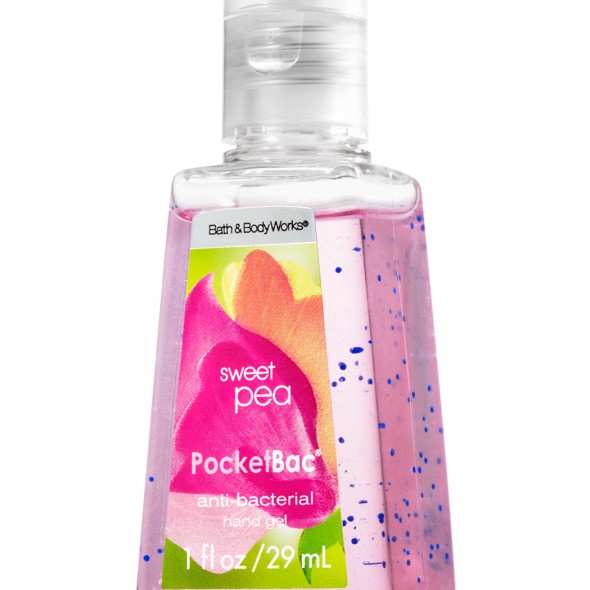 Bath & BodyWorks®
sweet
pea
PocketBac®
anti-bacterial
hand gel
1 fl oz / 29 mL